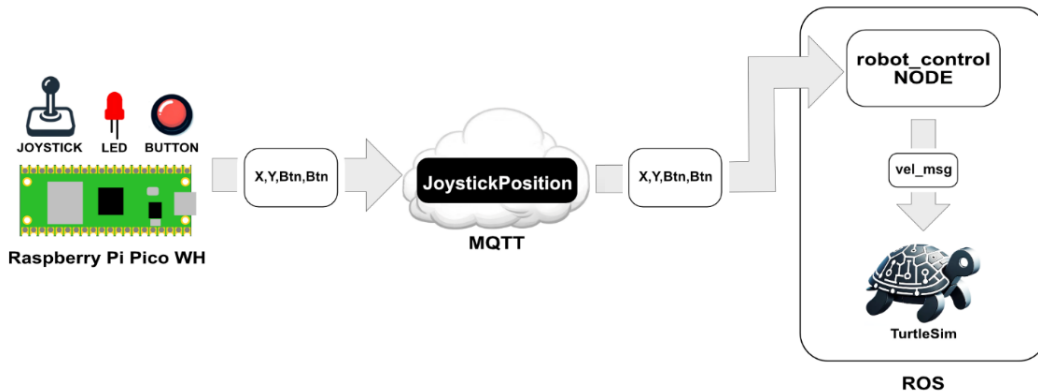 JOYSTICK
LED
BUTTON
Raspberry Pi Pico WH
X,Y,Btn,Btn
JoystickPosition
MQTT
X,Y,Btn,Btn
robot_control
NODE
vel_msg
TurtleSim
ROS